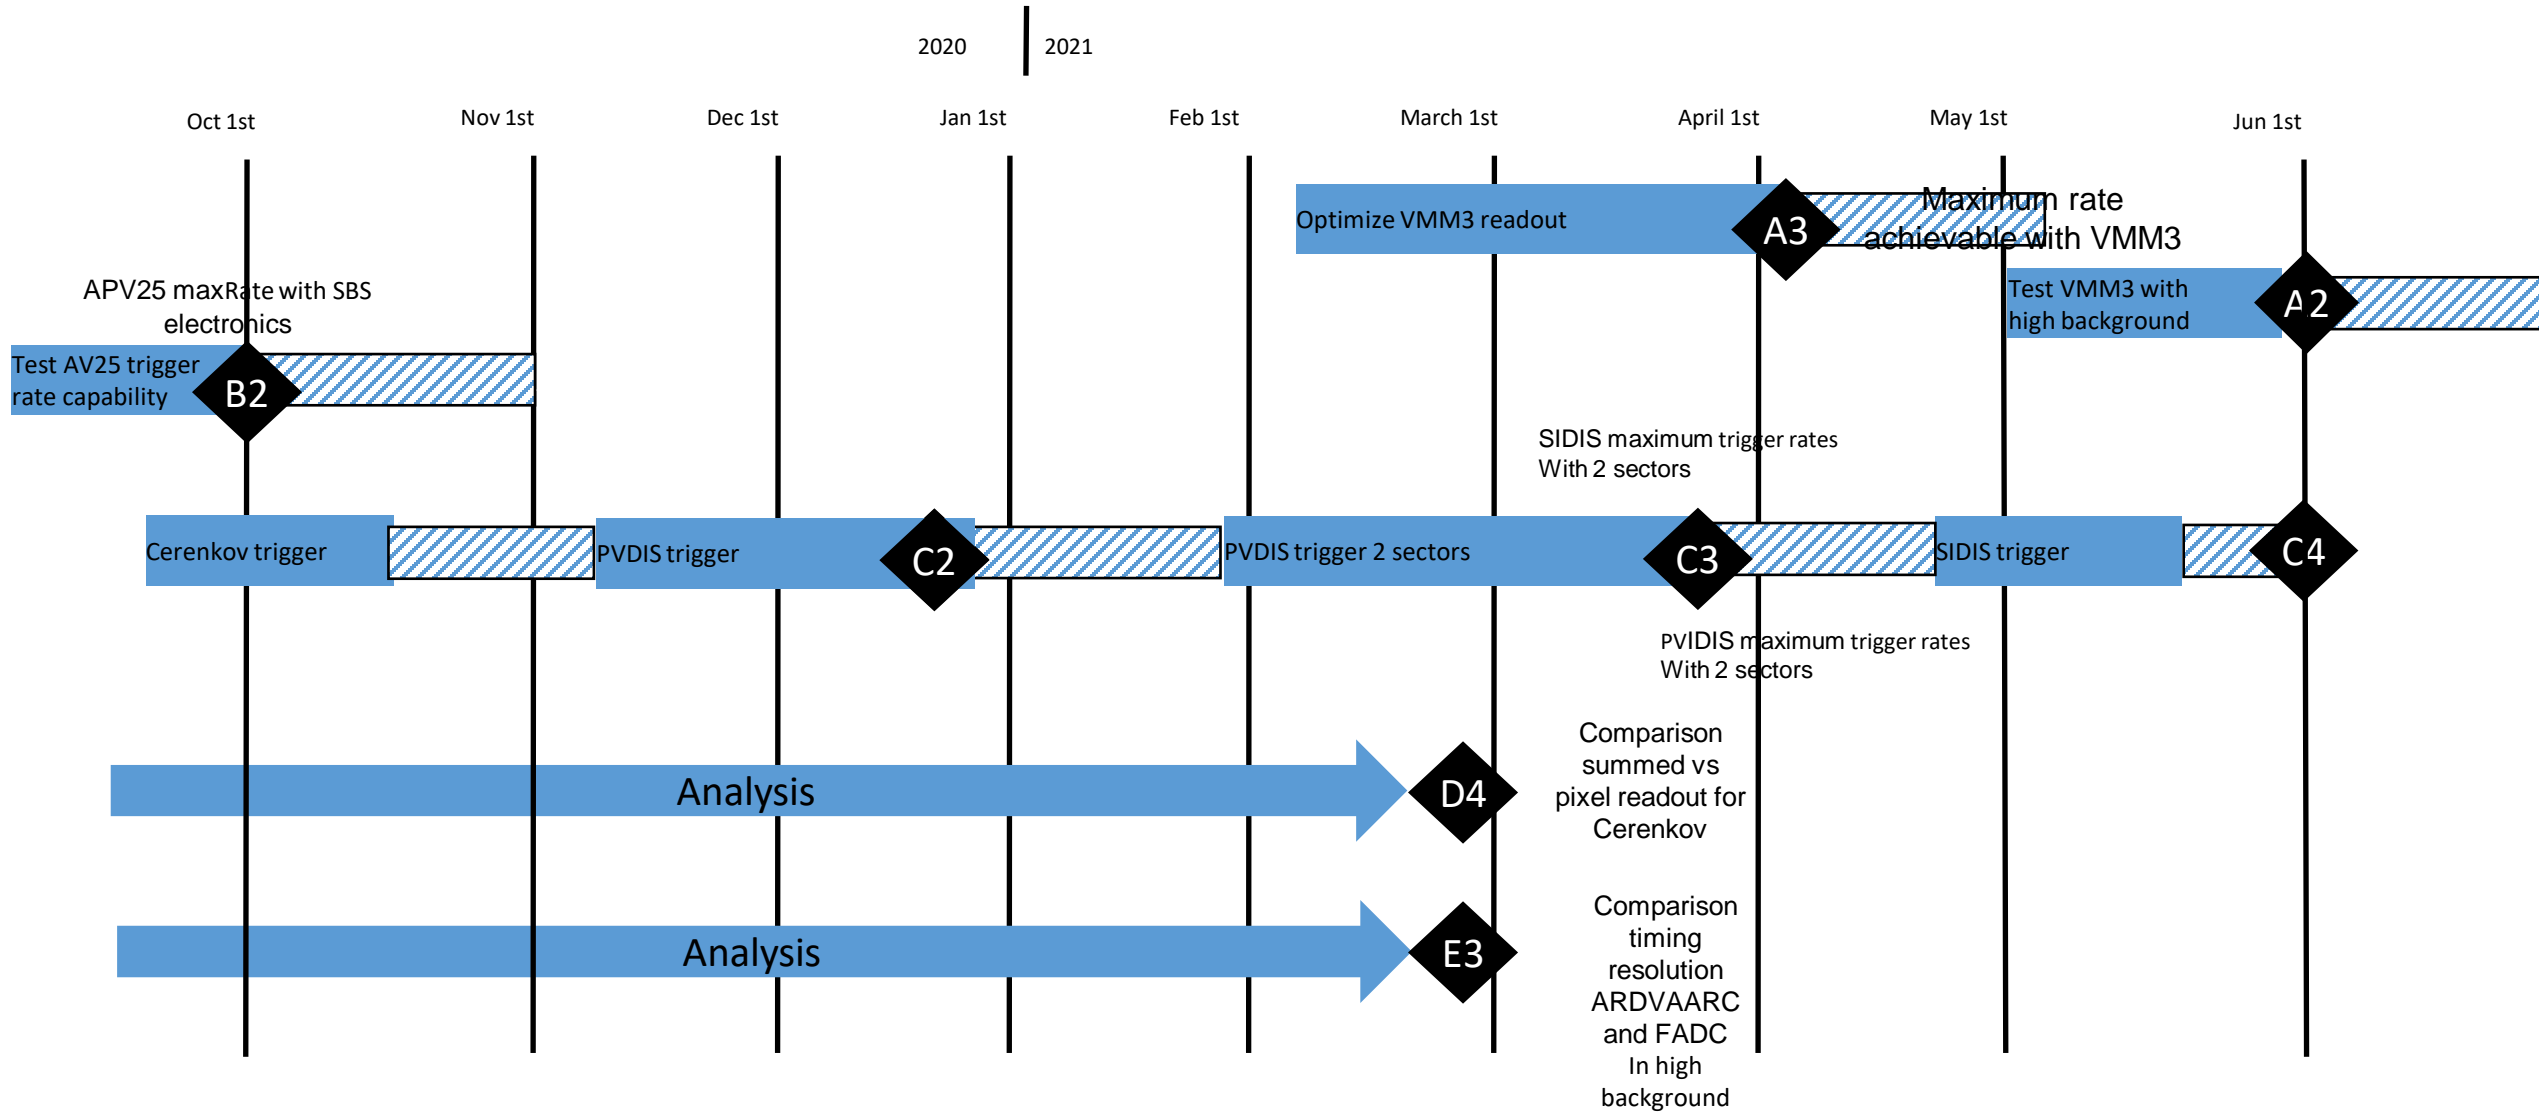 2020
2021
Oct 1st
Nov 1st
Dec 1st
Jan 1st
Feb 1st
March 1st
April 1st
May 1st
Jun 1st
Optimize VMM3 readout
A3
Maximum rate
achievable with VMM3
APV25 maxRate with SBS
electronics
Test VMM3 with
high background
A2
Test AV25 trigger
rate capability
B2
SIDIS maximum trigger rates
With 2 sectors
Cerenkov trigger
PVDIS trigger
C2
PVDIS trigger 2 sectors
C3
SIDIS trigger
C4
PVIDIS maximum trigger rates
With 2 sectors
Analysis
D4
Comparison
summed vs
pixel readout for
Cerenkov
Analysis
E3
Comparison
timing
resolution
ARDVAARC
and FADC
In high
background